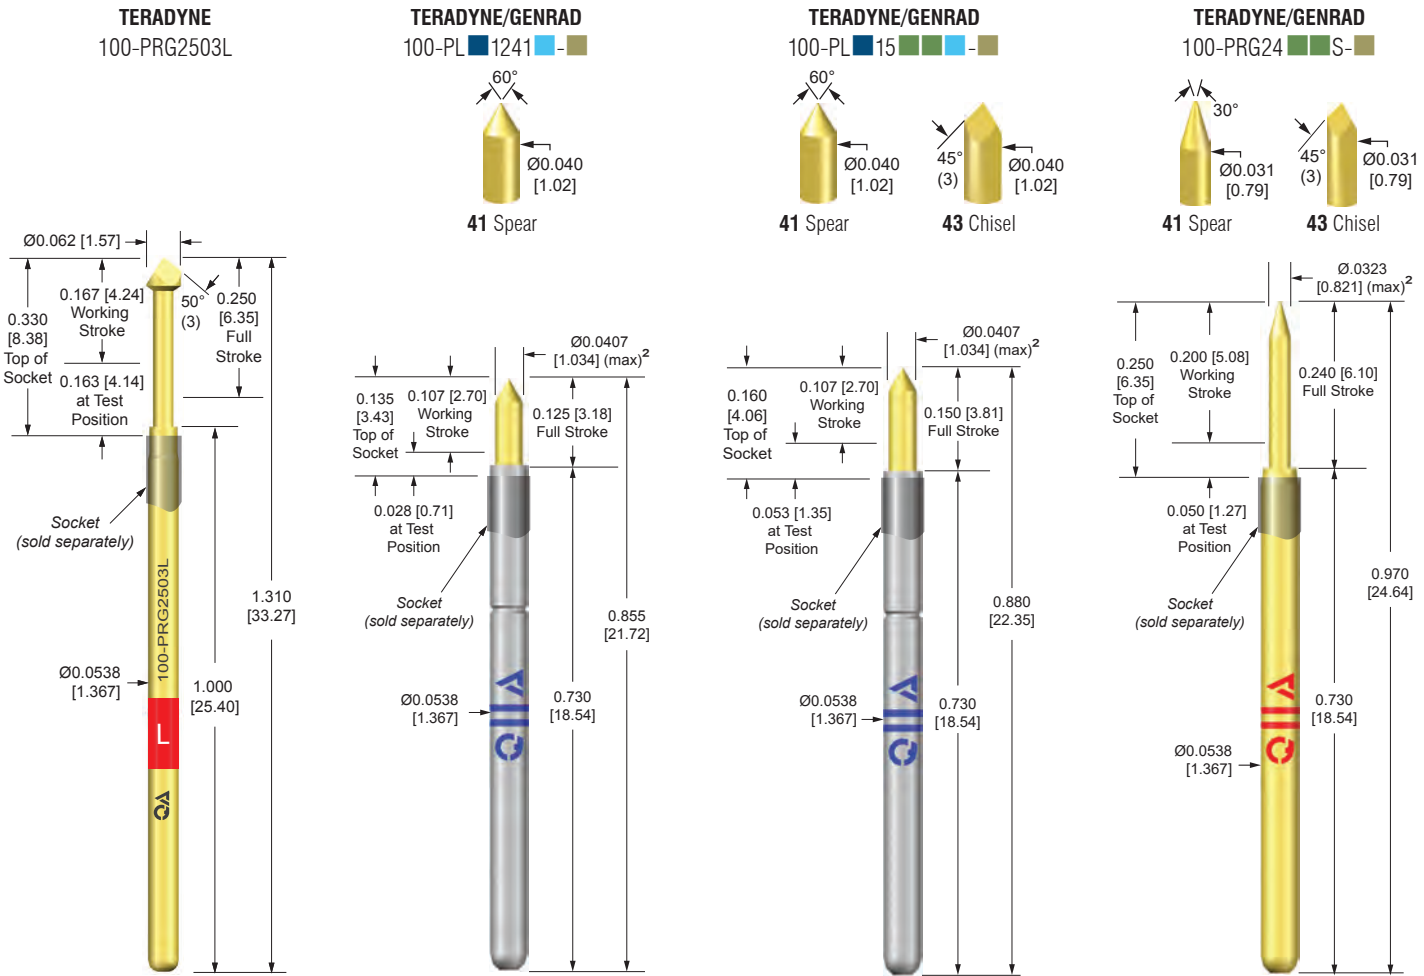 TERADYNE
100-PRG2503L
Ø0.062 [1.57]
0.330
[8.38]
Top of
Socket
0.167 [4.24]
Working
Stroke
0.163 [4.14]
at Test
Position
50°
(3)
0.250
[6.35]
Full
Stroke
Socket
(sold separately)
100-PRG2503L
1.310
[33.27]
Ø0.0538
[1.367]
1.000
[25.40]
L
QA
TERADYNE/GENRAD
100-PL 1241 -
60°
Ø0.040
[1.02]
41 Spear
Ø0.0407
[1.034] (max)²
0.135
[3.43]
Top of
Socket
0.107 [2.70]
Working
Stroke
0.125 [3.18]
Full Stroke
0.028 [0.71]
at Test
Position
Socket
(sold separately)
0.855
[21.72]
Ø0.0538
[1.367]
0.730
[18.54]
QA
TERADYNE/GENRAD
100-PL 15 -
60°
Ø0.040
[1.02]
41 Spear
45°
(3)
Ø0.040
[1.02]
43 Chisel
Ø0.0407
[1.034] (max)²
0.160
[4.06]
Top of
Socket
0.107 [2.70]
Working
Stroke
0.150 [3.81]
Full Stroke
0.053 [1.35]
at Test
Position
Socket
(sold separately)
0.880
[22.35]
Ø0.0538
[1.367]
0.730
[18.54]
QA
TERADYNE/GENRAD
100-PRG24 S-
30°
Ø0.031
[0.79]
41 Spear
45°
(3)
Ø0.031
[0.79]
43 Chisel
Ø.0323
[0.821] (max)²
0.250
[6.35]
Top of
Socket
0.200 [5.08]
Working
Stroke
0.240 [6.10]
Full Stroke
0.050 [1.27]
at Test
Position
Socket
(sold separately)
0.970
[24.64]
0.730
[18.54]
Ø0.0538
[1.367]
QA